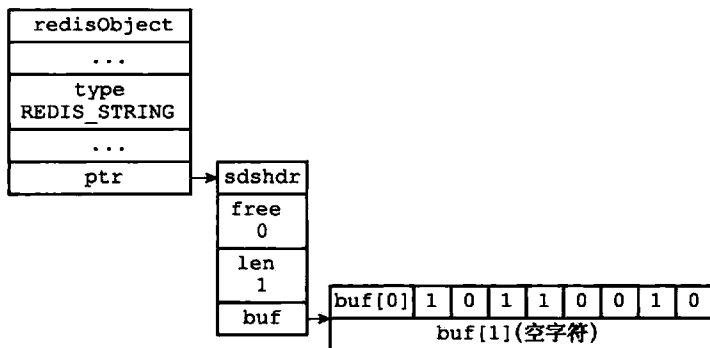 redisObject
...
type
REDIS_STRING
...
ptr
sdshdr
free
0
len
1
buf
buf[0] 1 0 1 1 0 0 1 0
buf[1](空字符)